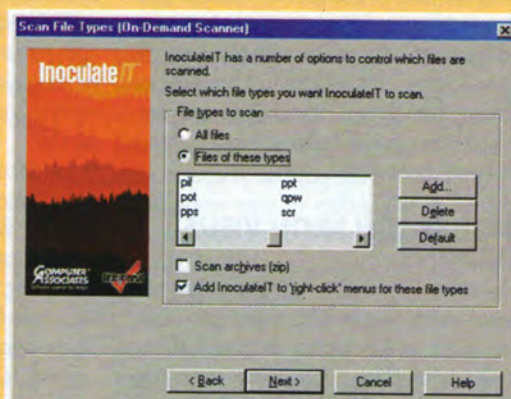 Scan File Types (On-Demand Scanner)
InoculateIT
InoculateIT has a number of options to control which files are
scanned.
Select which file types you want InoculateIT to scan.
File types to scan
All files
Files of these types
pif ppt
pot qpw
pps scr
Add...
Delete
Default
Scan archives (zip)
Add InoculateIT to 'right-click' menus for these file types
COMPUTER
ASSOCIATES
< Back Next > Cancel Help